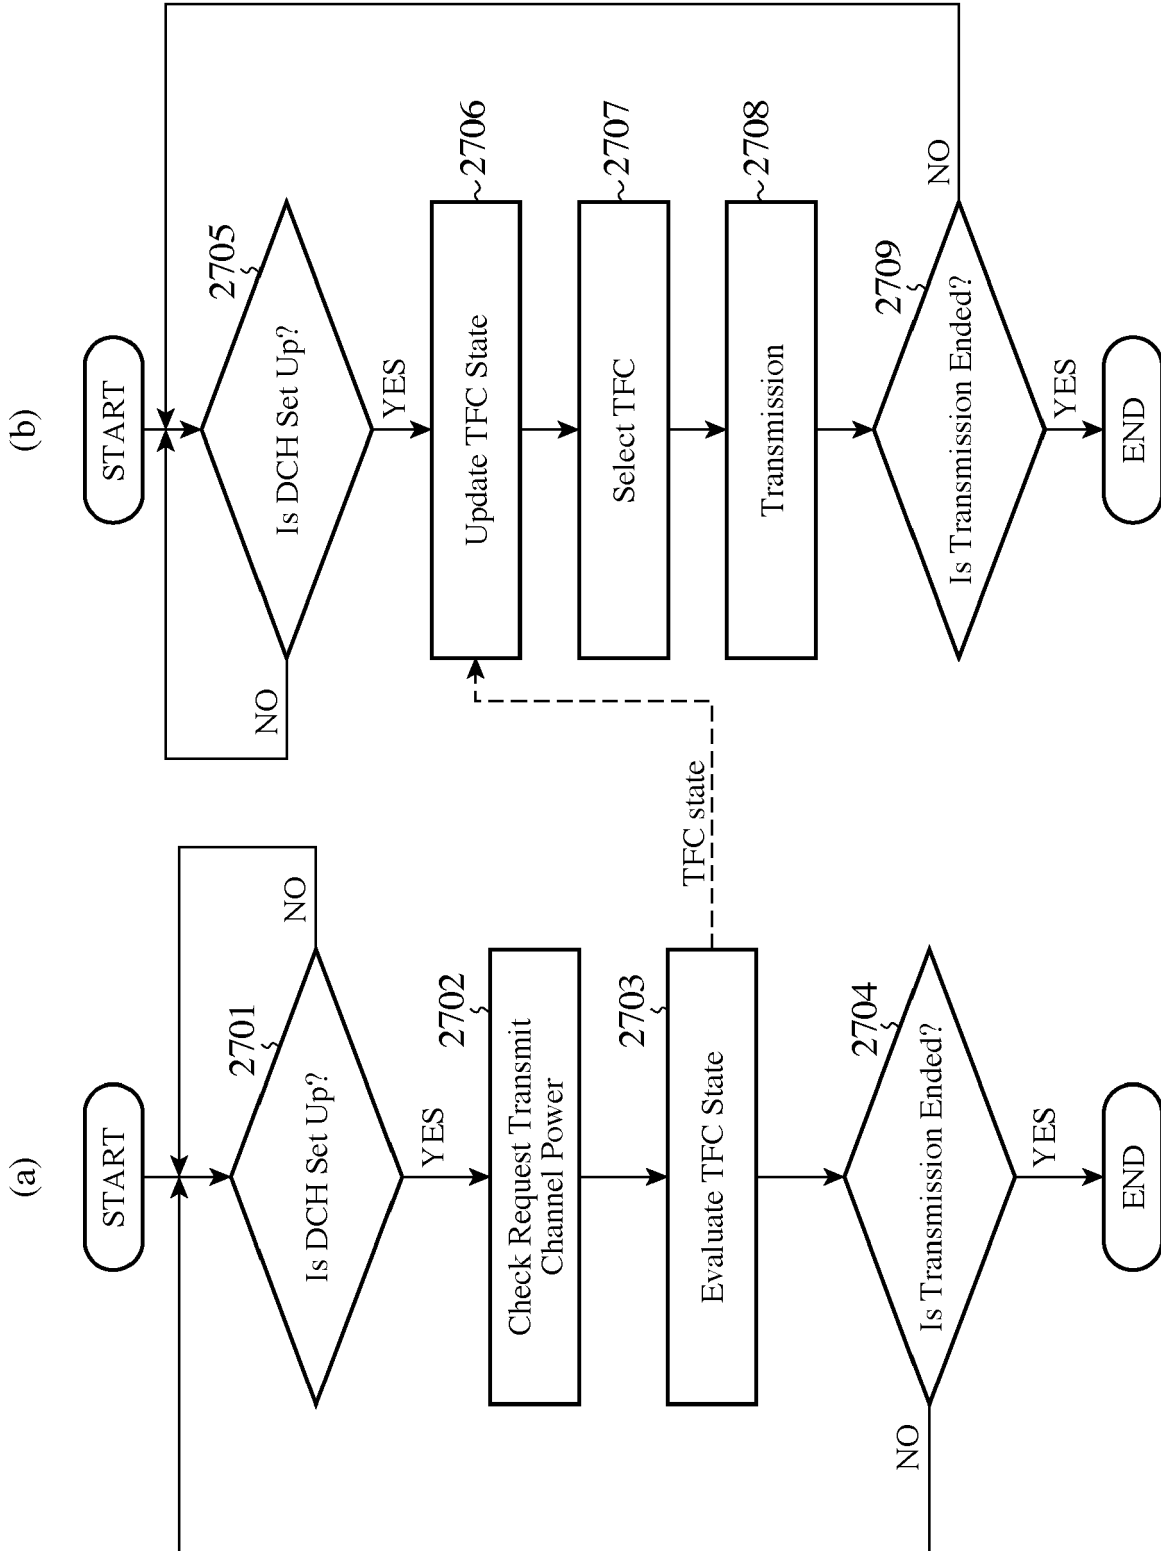 (a)
START
2701
Is DCH Set Up?
NO
YES
2702
Check Request Transmit
Channel Power
2703
Evaluate TFC State
TFC state
2704
Is Transmission Ended?
NO
YES
END
(b)
START
2705
Is DCH Set Up?
NO
YES
2706
Update TFC State
2707
Select TFC
2708
Transmission
2709
Is Transmission Ended?
NO
YES
END